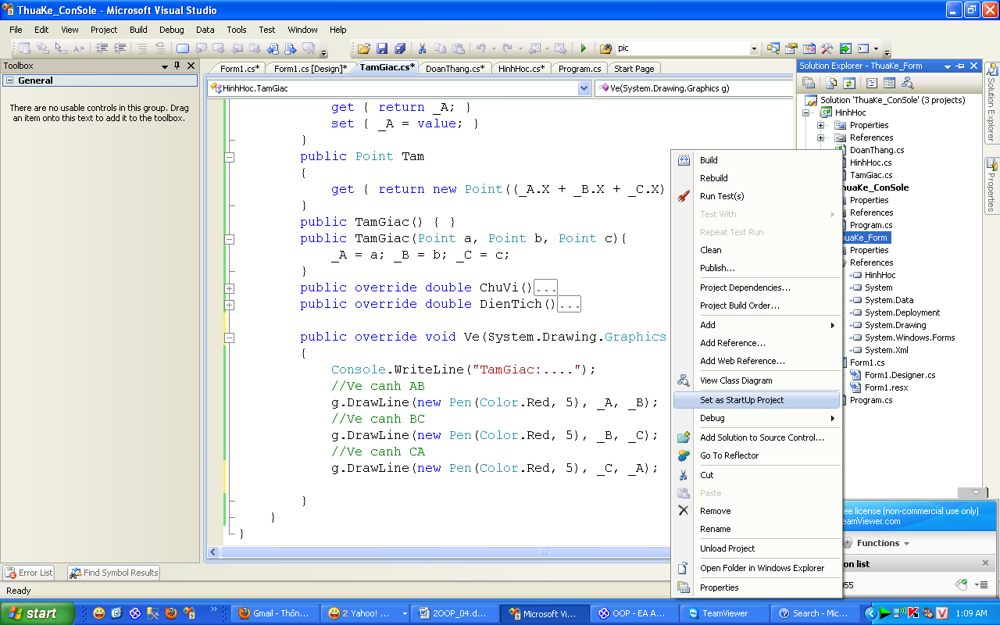 ThuaKe_ConSole - Microsoft Visual Studio
File Edit View Project Build Debug Data Tools Test Window Help
pic
Toolbox
General
There are no usable controls in this group. Drag
an item onto this text to add it to the toolbox.
Form1.cs* Form1.cs [Design]* TamGiac.cs* DoanThang.cs* HinhHoc.cs* Program.cs Start Page
HinhHoc.TamGiac Ve(System.Drawing.Graphics g)
get { return _A; }
set { _A = value; }
}
public Point Tam
{
get { return new Point((_A.X + _B.X + _C.X)
}
public TamGiac() { }
public TamGiac(Point a, Point b, Point c){
_A = a; _B = b; _C = c;
}
public override double ChuVi()...
public override double DienTich()...
public override void Ve(System.Drawing.Graphics
{
Console.WriteLine("TamGiac:....");
//Ve canh AB
g.DrawLine(new Pen(Color.Red, 5), _A, _B);
//Ve canh BC
g.DrawLine(new Pen(Color.Red, 5), _B, _C);
//Ve canh CA
g.DrawLine(new Pen(Color.Red, 5), _C, _A);
}
}
}
Build
Rebuild
Run Test(s)
Test With
Repeat Test Run
Clean
Publish...
Project Dependencies...
Project Build Order...
Add
Add Reference...
Add Web Reference...
View Class Diagram
Set as StartUp Project
Debug
Add Solution to Source Control...
Go To Reflector
Cut
Paste
Remove
Rename
Unload Project
Open Folder in Windows Explorer
Properties
Solution Explorer - ThuaKe_Form
Solution 'ThuaKe_ConSole' (3 projects)
HinhHoc
Properties
References
DoanThang.cs
HinhHoc.cs
TamGiac.cs
huaKe_ConSole
Properties
References
Program.cs
huaKe_Form
Properties
References
HinhHoc
System
System.Data
System.Deployment
System.Drawing
System.Windows.Forms
System.Xml
Form1.cs
Form1.Designer.cs
Form1.resx
Program.cs
Solution Explorer
Properties
ee license (non-commercial use only)
eamViewer.com
Functions
on list
055
Error List Find Symbol Results
Ready
start Gmail - Thôn... 2 Yahoo! ... 2OOP_04.d... Microsoft Vi... OOP - EA A... TeamViewer Search - Mic... 1:09 AM